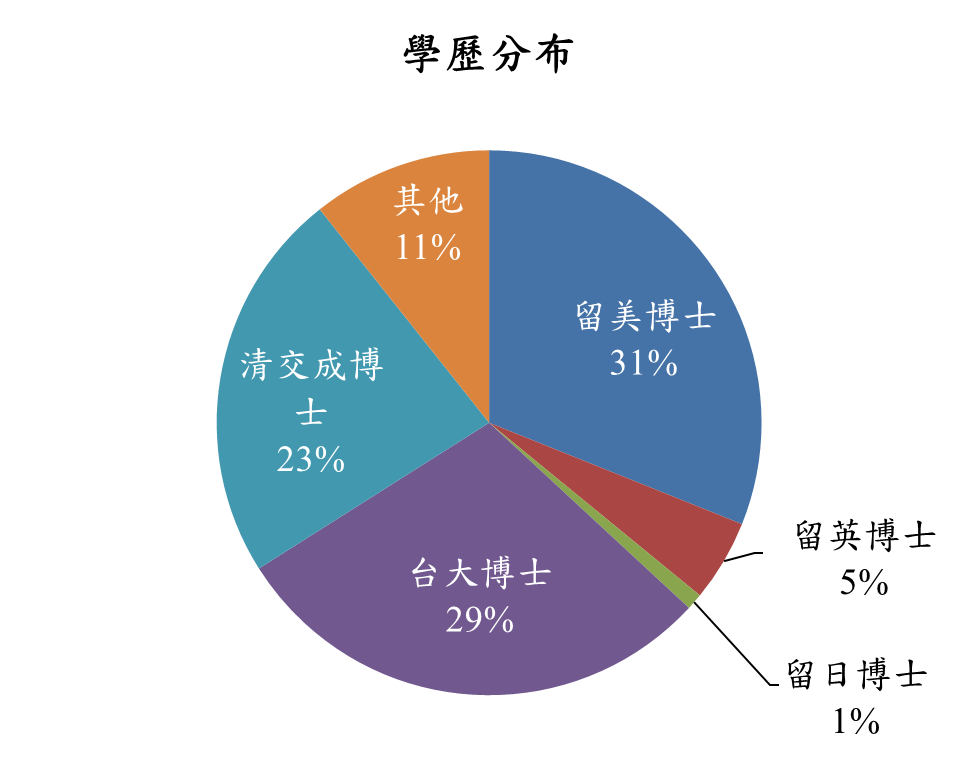 學歷分布
其他
11%
留美博士
31%
清交成博
士
23%
留英博士
5%
台大博士
29%
留日博士
1%